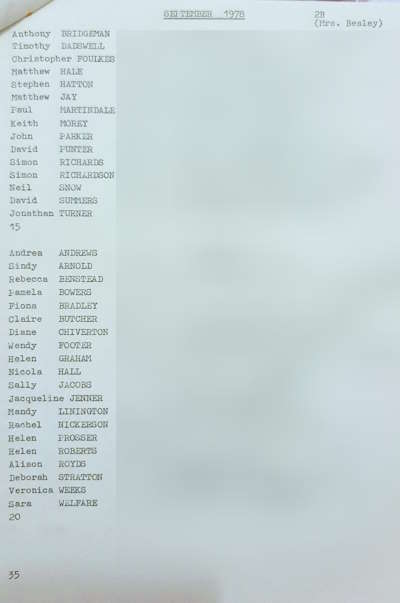 SEPTEMBER 1978
2B
(Mrs. Bealey)
Anthony BRIDGEMAN
Timothy DADSWELL
Christopher FOULKES
Matthew HALE
Stephen HATTON
Matthew JAY
Paul MARTINDALE
Keith MOREY
John PARKER
David PUNTER
Simon RICHARDS
Simon RICHARDSON
Neil SNOW
David SUMMERS
Jonathan TURNER
15
Andrea ANDREWS
Sindy ARNOLD
Rebecca BENSTEAD
Pamela BOWERS
Fiona BRADLEY
Claire BUTCHER
Diane CHIVERTON
Wendy FOOTER
Helen GRAHAM
Nicola HALL
Sally JACOBS
Jacqueline JENNER
Mandy LININGTON
Rachel NICKERSON
Helen PROSSER
Helen ROBERTS
Alison ROYDS
Deborah STRATTON
Veronica WEEKS
Sara WELFARE
20
35